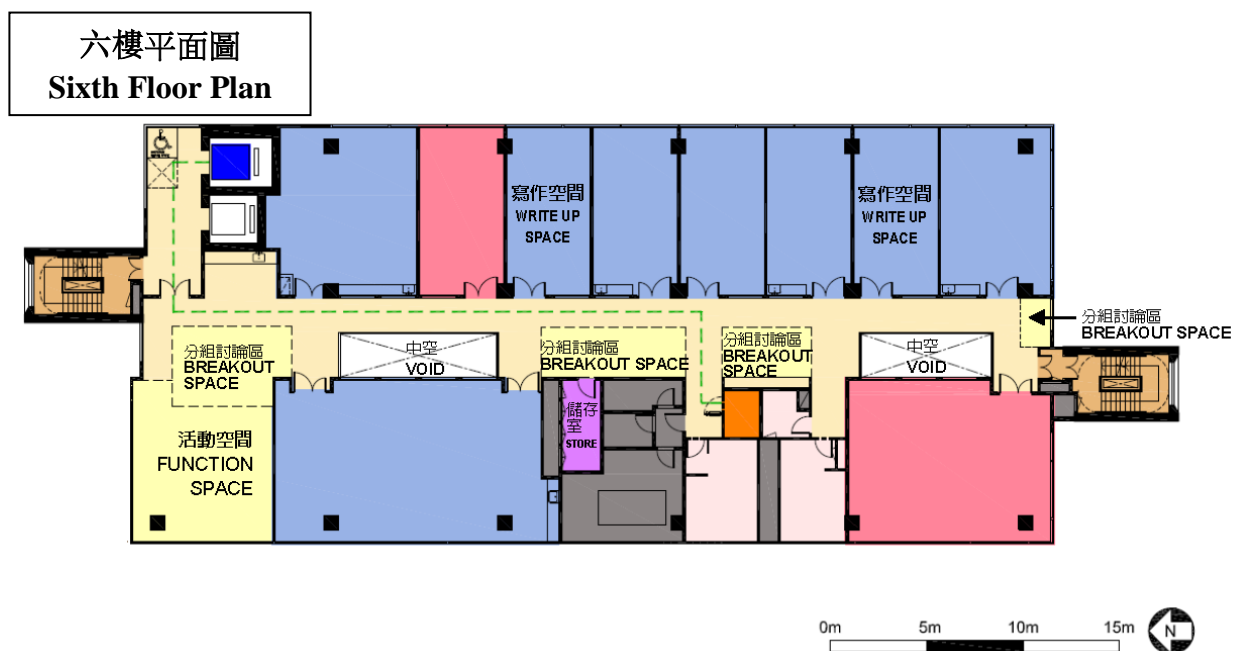 六樓平面圖
Sixth Floor Plan
寫作空間
WRITE UP
SPACE
寫作空間
WRITE UP
SPACE
分組討論區
BREAKOUT
SPACE
中空
VOID
分組討論區
BREAKOUT SPACE
分組討論區
BREAKOUT
SPACE
中空
VOID
分組討論區
BREAKOUT SPACE
活動空間
FUNCTION
SPACE
儲存
室
STORE
0m 5m 10m 15m
N